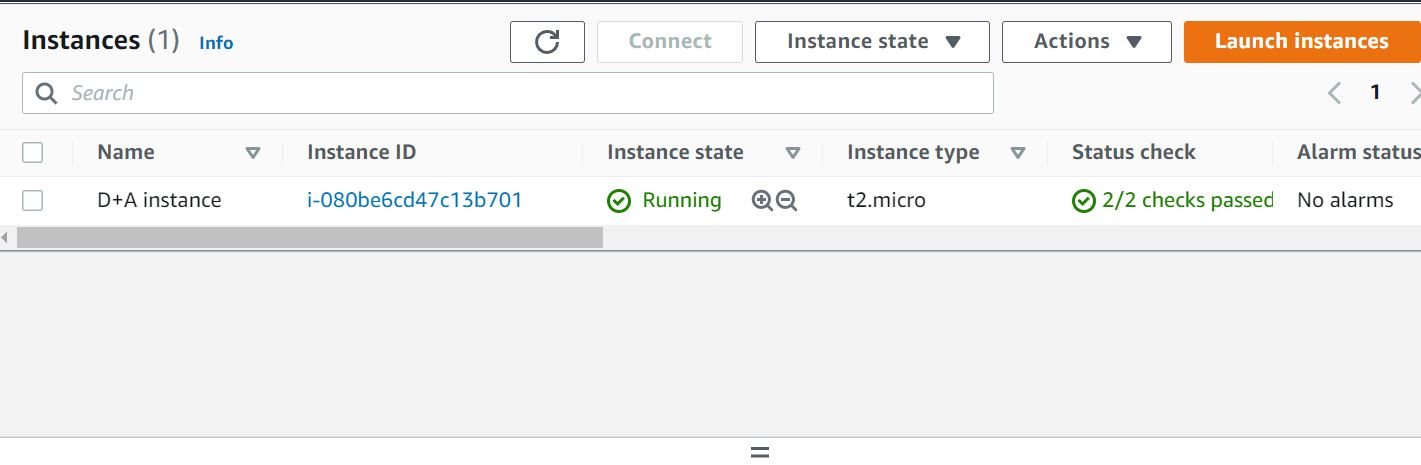 Instances (1) Info Connect Instance state Actions Launch instances
Search 1
Name Instance ID Instance state Instance type Status check Alarm status
D+A instance i-080be6cd47c13b701 Running t2.micro 2/2 checks passed No alarms